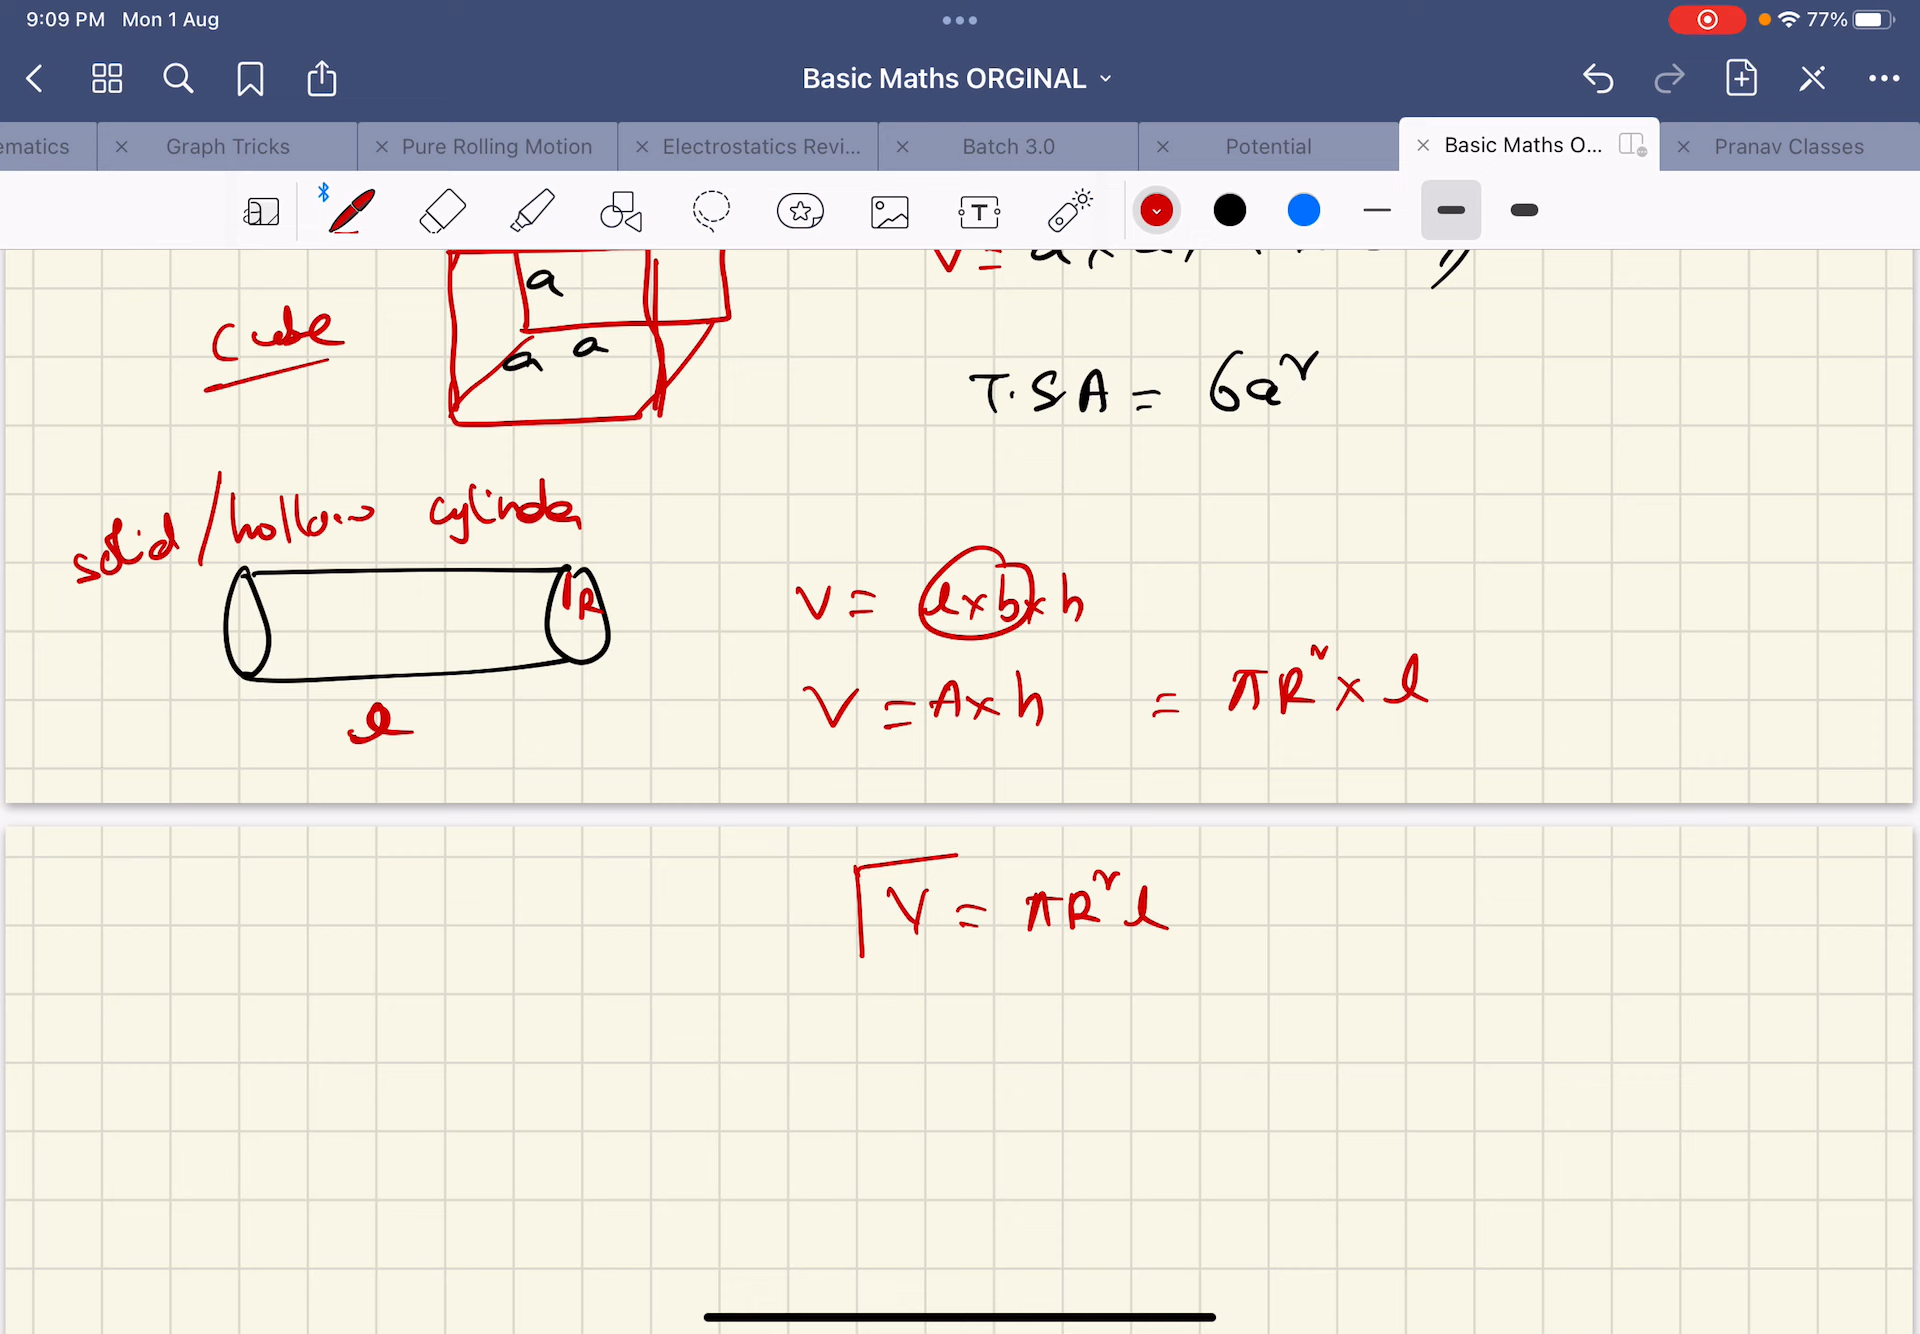 9:09 PM Mon 1 Aug
77%
Basic Maths ORGINAL
ematics
Graph Tricks
Pure Rolling Motion
Electrostatics Revi...
Batch 3.0
Potential
Basic Maths O...
Pranav Classes
a
T
V =
cube
a
a a
T.SA = 6a²
solid/hollow cylinder
R
V = l×b×h
V = A×h = πR² × l
l
V = πR²l